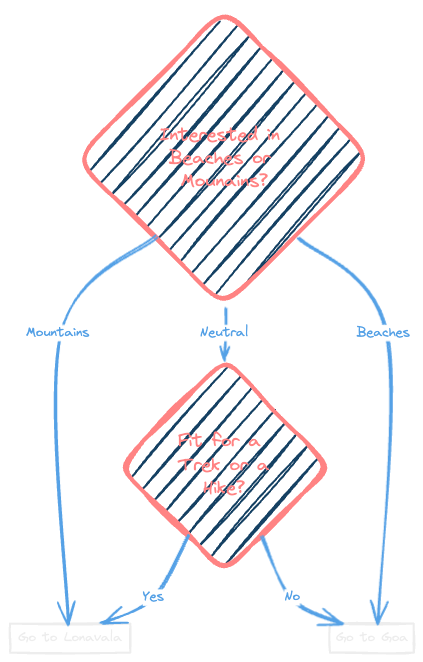 Interested in
Beaches or
Mounains?
Mountains
Neutral
Beaches
Fit for a
Trek or a
Hike?
Yes
No
Go to Lonavala
Go to Goa